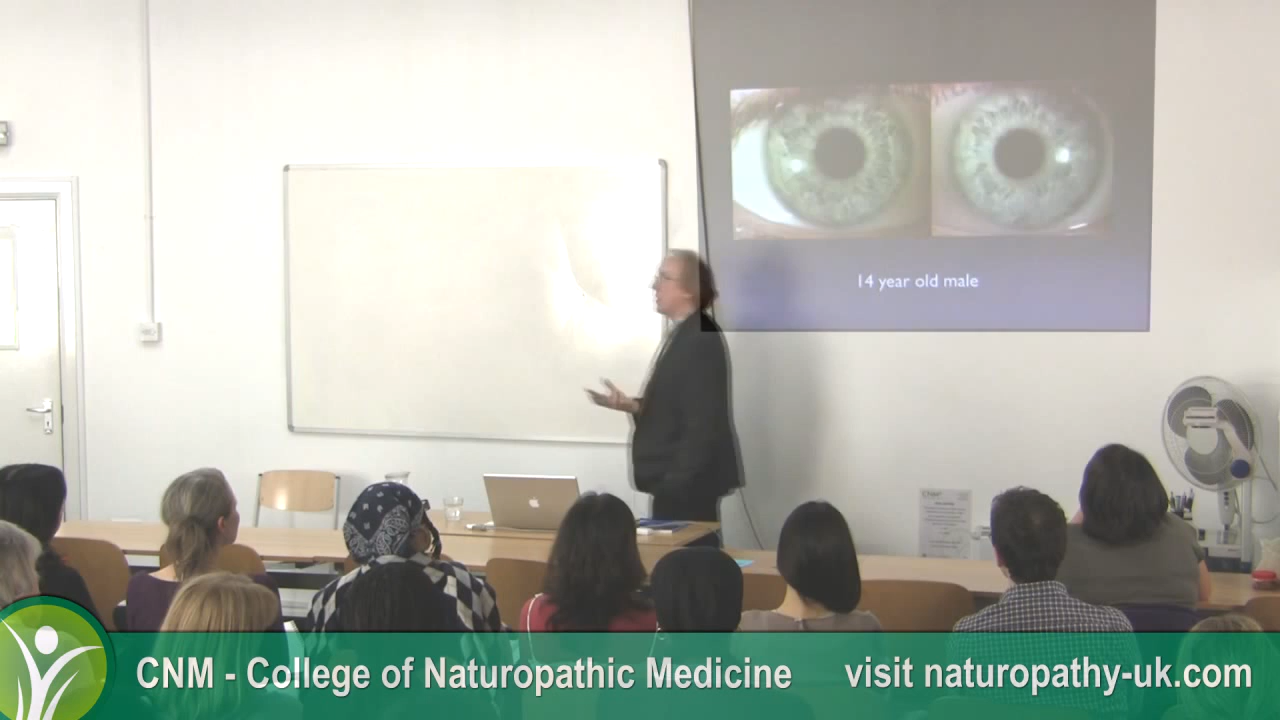 14 year old male
CNM - College of Naturopathic Medicine
visit naturopathy-uk.com